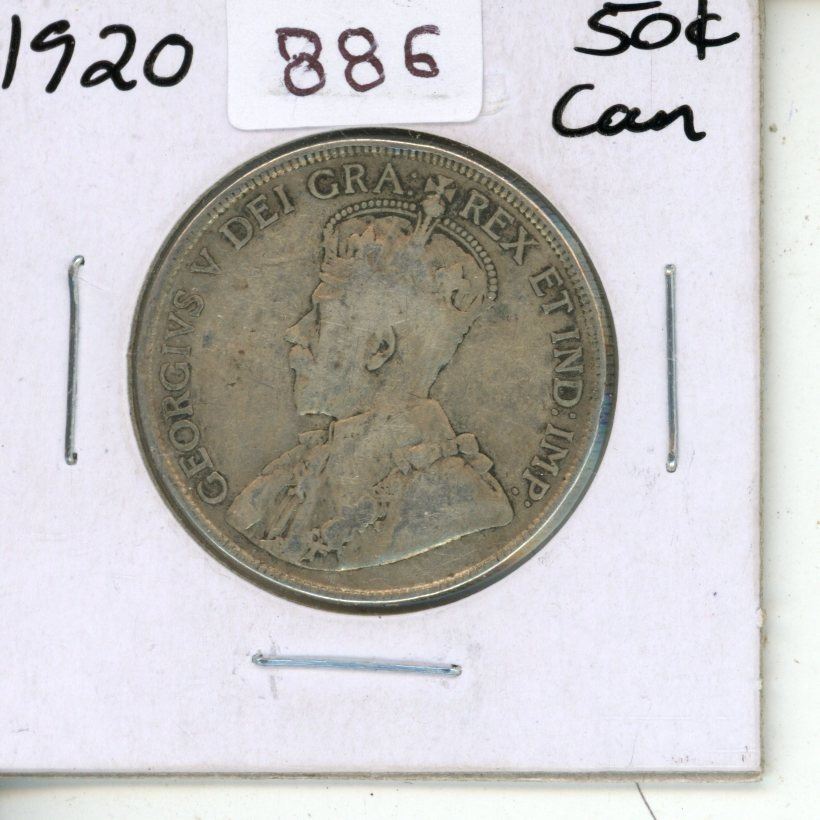 1920
886
50¢
Can
GEORGIVS V DEI GRA: REX ET IND: IMP: